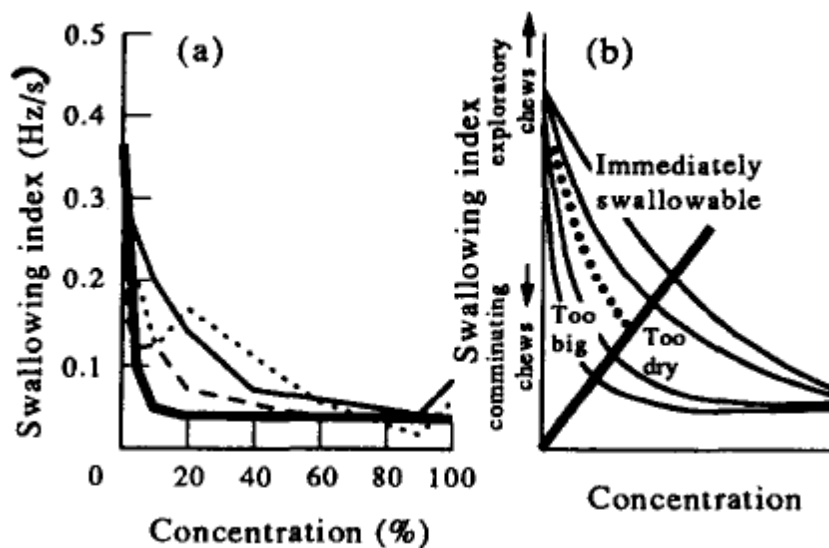 (a)
Swallowing index (Hz/s)
0.5
0.4
0.3
0.2
0.1
0
20
40
60
80
100
Concentration (%)
(b)
Swallowing index
exploratory
chews
comminuting
chews
Immediately
swallowable
Too
big
Too
dry
Concentration